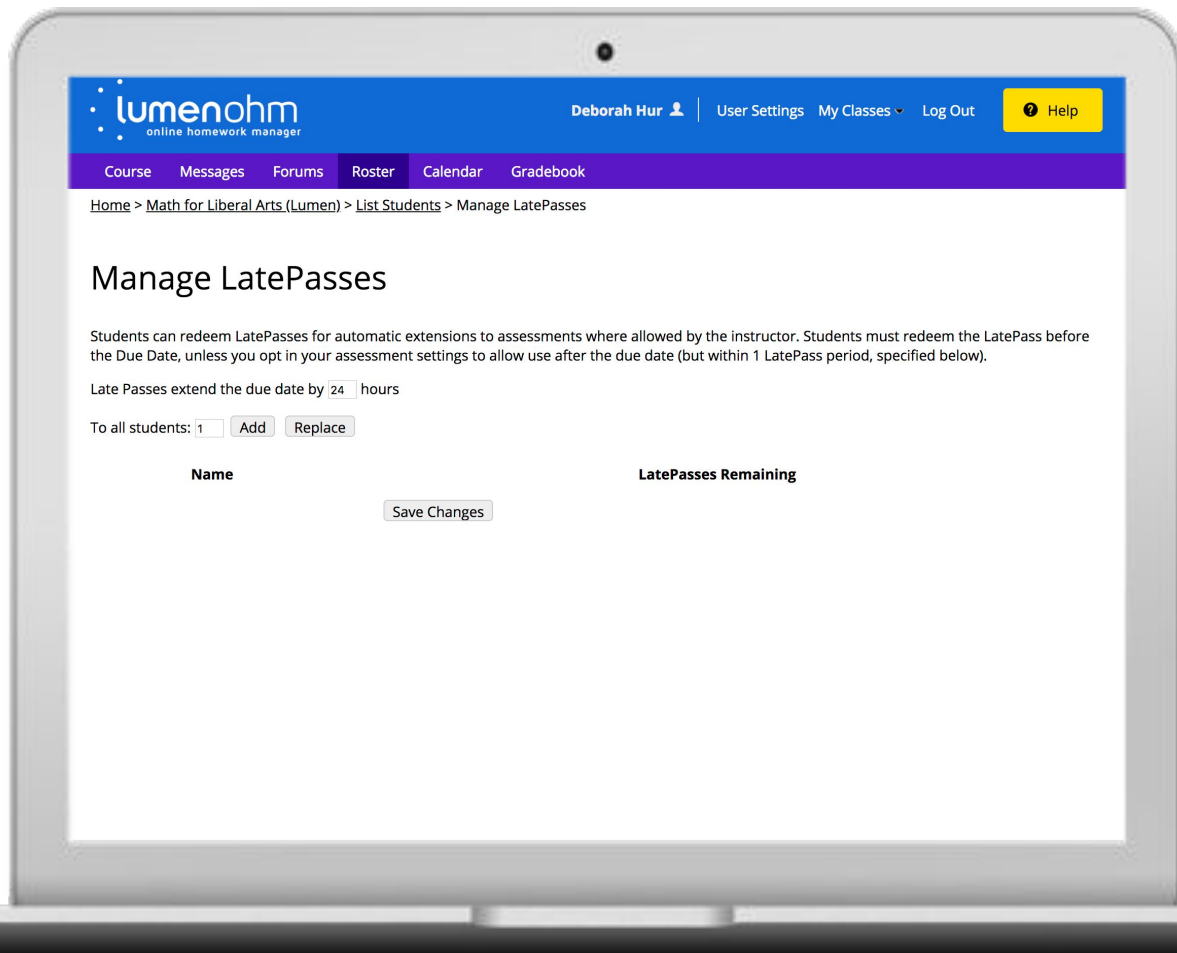 lumenohm
online homework manager
Deborah Hur User Settings My Classes Log Out ? Help
Course Messages Forums Roster Calendar Gradebook
Home > Math for Liberal Arts (Lumen) > List Students > Manage LatePasses
Manage LatePasses
Students can redeem LatePasses for automatic extensions to assessments where allowed by the instructor. Students must redeem the LatePass before
the Due Date, unless you opt in your assessment settings to allow use after the due date (but within 1 LatePass period, specified below).
Late Passes extend the due date by 24 hours
To all students: 1 Add Replace
Name LatePasses Remaining
Save Changes